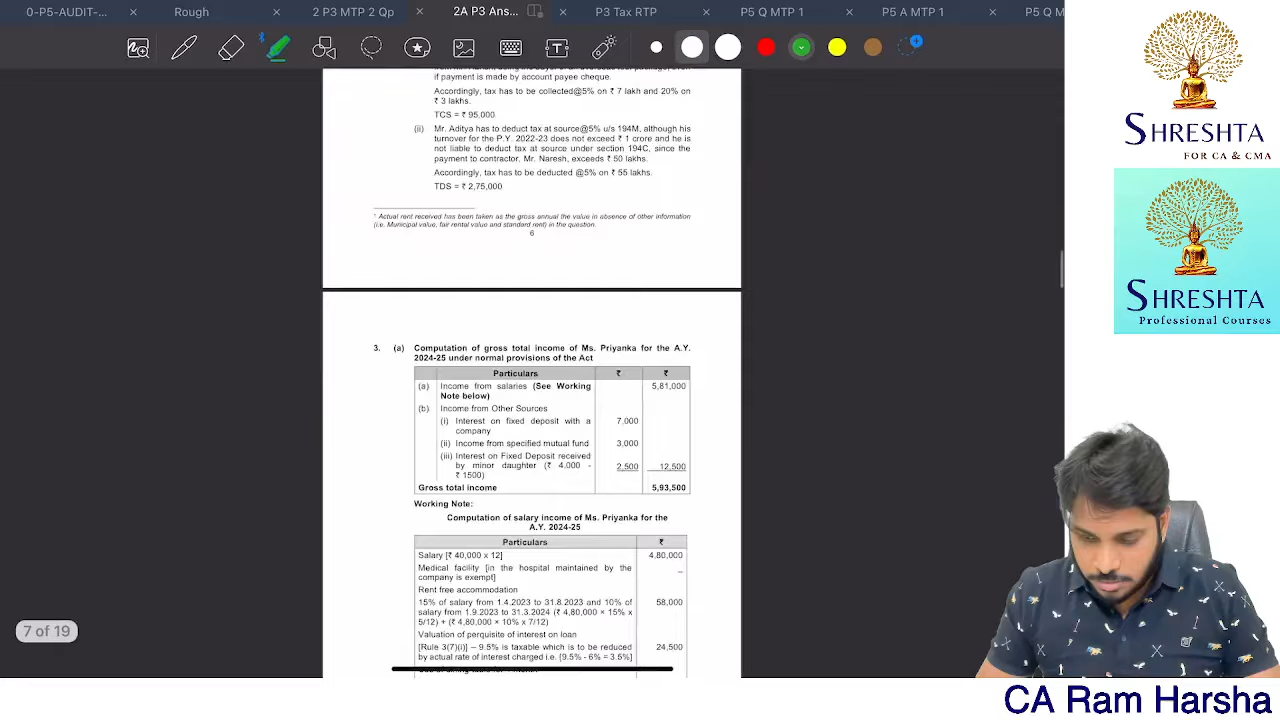 0-P5-AUDIT-...
Rough
2 P3 MTP 2 Qp
2A P3 Ans...
P3 Tax RTP
P5 Q MTP 1
P5 A MTP 1
P5 Q M
if payment is made by account payee cheque.
Accordingly, tax has to be collected@5% on ₹ 7 lakh and 20% on
₹ 3 lakhs.
TCS = ₹ 95,000
(ii) Mr. Aditya has to deduct tax at source@5% u/s 194M, although his
turnover for the P.Y. 2022-23 does not exceed ₹ 1 crore and he is
not liable to deduct tax at source under section 194C, since the
payment to contractor, Mr. Naresh, exceeds ₹ 50 lakhs.
Accordingly, tax has to be deducted @5% on ₹ 55 lakhs.
TDS = ₹ 2,75,000
¹ Actual rent received has been taken as the gross annual the value in absence of other information
(i.e. Municipal value, fair rental value and standard rent) in the question.
6
3. (a) Computation of gross total income of Ms. Priyanka for the A.Y.
2024-25 under normal provisions of the Act
Particulars ₹ ₹
(a) Income from salaries (See Working 5,81,000
Note below)
(b) Income from Other Sources
(i) Interest on fixed deposit with a 7,000
company
(ii) Income from specified mutual fund 3,000
(iii) Interest on Fixed Deposit received
by minor daughter (₹ 4,000 - 2,500 12,500
₹ 1500)
Gross total income 5,93,500
Working Note:
Computation of salary income of Ms. Priyanka for the
A.Y. 2024-25
Particulars ₹
Salary [₹ 40,000 x 12] 4,80,000
Medical facility [in the hospital maintained by the –
company is exempt]
Rent free accommodation
15% of salary from 1.4.2023 to 31.8.2023 and 10% of 58,000
salary from 1.9.2023 to 31.3.2024 (₹ 4,80,000 × 15% x
5/12) + (₹ 4,80,000 × 10% x 7/12)
Valuation of perquisite of interest on loan
[Rule 3(7)(i)] – 9.5% is taxable which is to be reduced 24,500
by actual rate of interest charged i.e. [9.5% - 6% = 3.5%]
7 of 19
SHRESHTA
FOR CA & CMA
SHRESHTA
Professional Courses
CA Ram Harsha